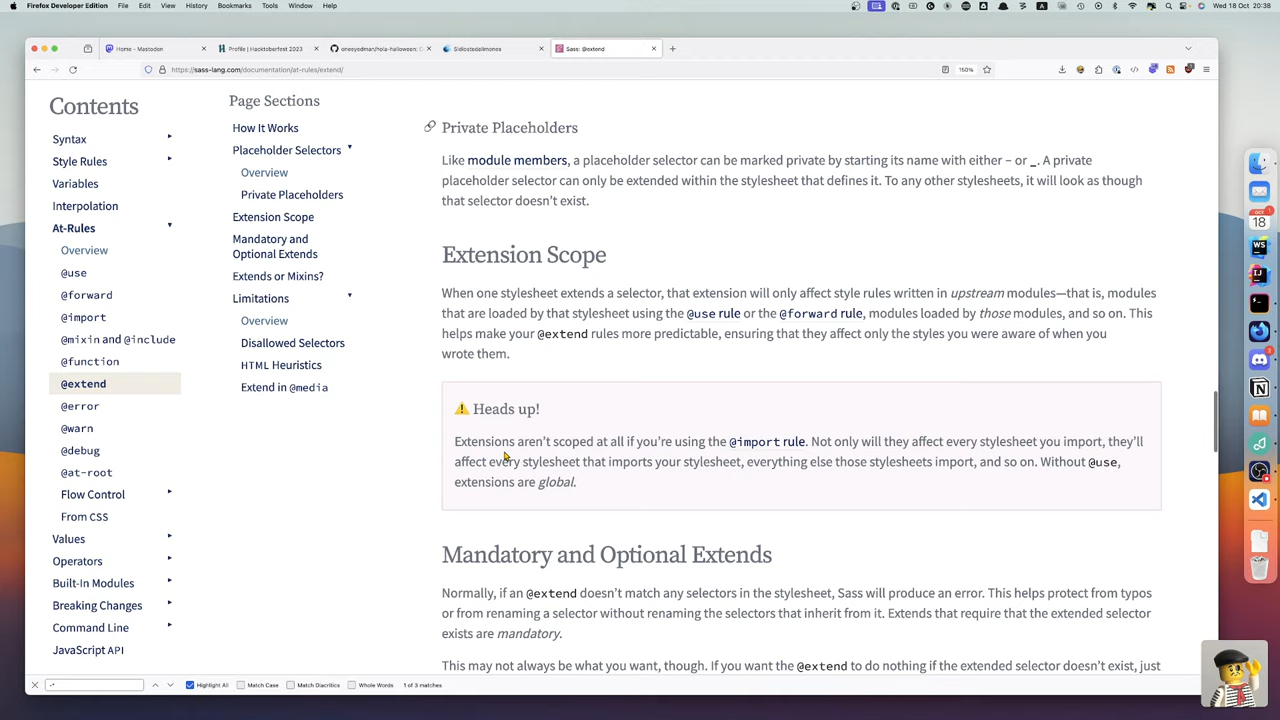 Firefox Developer Edition File Edit View History Bookmarks Tools Window Help Wed 18 Oct 20:38
Home - Mastodon Profile | Hacktoberfest 2023 Sass: @extend
https://sass-lang.com/documentation/at-rules/extend/ 150%
Contents
Syntax
Style Rules
Variables
Interpolation
At-Rules
Overview
@use
@forward
@import
@mixin and @include
@function
@extend
@error
@warn
@debug
@at-root
Flow Control
From CSS
Values
Operators
Built-In Modules
Breaking Changes
Command Line
JavaScript API
Page Sections
How It Works
Placeholder Selectors
Overview
Private Placeholders
Extension Scope
Mandatory and
Optional Extends
Extends or Mixins?
Limitations
Overview
Disallowed Selectors
HTML Heuristics
Extend in @media
Private Placeholders
Like module members, a placeholder selector can be marked private by starting its name with either - or _. A private
placeholder selector can only be extended within the stylesheet that defines it. To any other stylesheets, it will look as though
that selector doesn't exist.
Extension Scope
When one stylesheet extends a selector, that extension will only affect style rules written in upstream modules—that is, modules
that are loaded by that stylesheet using the @use rule or the @forward rule, modules loaded by those modules, and so on. This
helps make your @extend rules more predictable, ensuring that they affect only the styles you were aware of when you
wrote them.
⚠️ Heads up!
Extensions aren't scoped at all if you're using the @import rule. Not only will they affect every stylesheet you import, they'll
affect every stylesheet that imports your stylesheet, everything else those stylesheets import, and so on. Without @use,
extensions are global.
Mandatory and Optional Extends
Normally, if an @extend doesn't match any selectors in the stylesheet, Sass will produce an error. This helps protect from typos
or from renaming a selector without renaming the selectors that inherit from it. Extends that require that the extended selector
exists are mandatory.
This may not always be what you want, though. If you want the @extend to do nothing if the extended selector doesn't exist, just
Highlight All Match Case Match Diacritics Whole Words 1 of 3 matches
OCT
18
WS
IJ